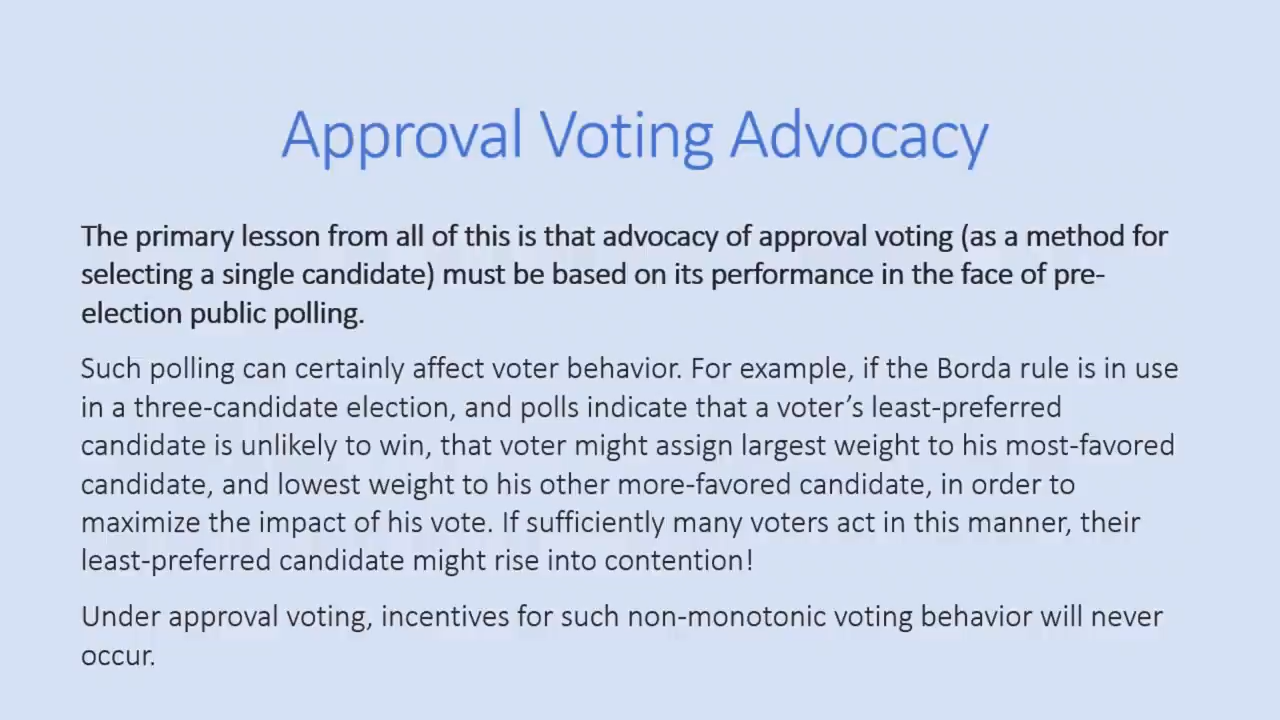 Approval Voting Advocacy
The primary lesson from all of this is that advocacy of approval voting (as a method for
selecting a single candidate) must be based on its performance in the face of pre-
election public polling.
Such polling can certainly affect voter behavior. For example, if the Borda rule is in use
in a three-candidate election, and polls indicate that a voter’s least-preferred
candidate is unlikely to win, that voter might assign largest weight to his most-favored
candidate, and lowest weight to his other more-favored candidate, in order to
maximize the impact of his vote. If sufficiently many voters act in this manner, their
least-preferred candidate might rise into contention!
Under approval voting, incentives for such non-monotonic voting behavior will never
occur.